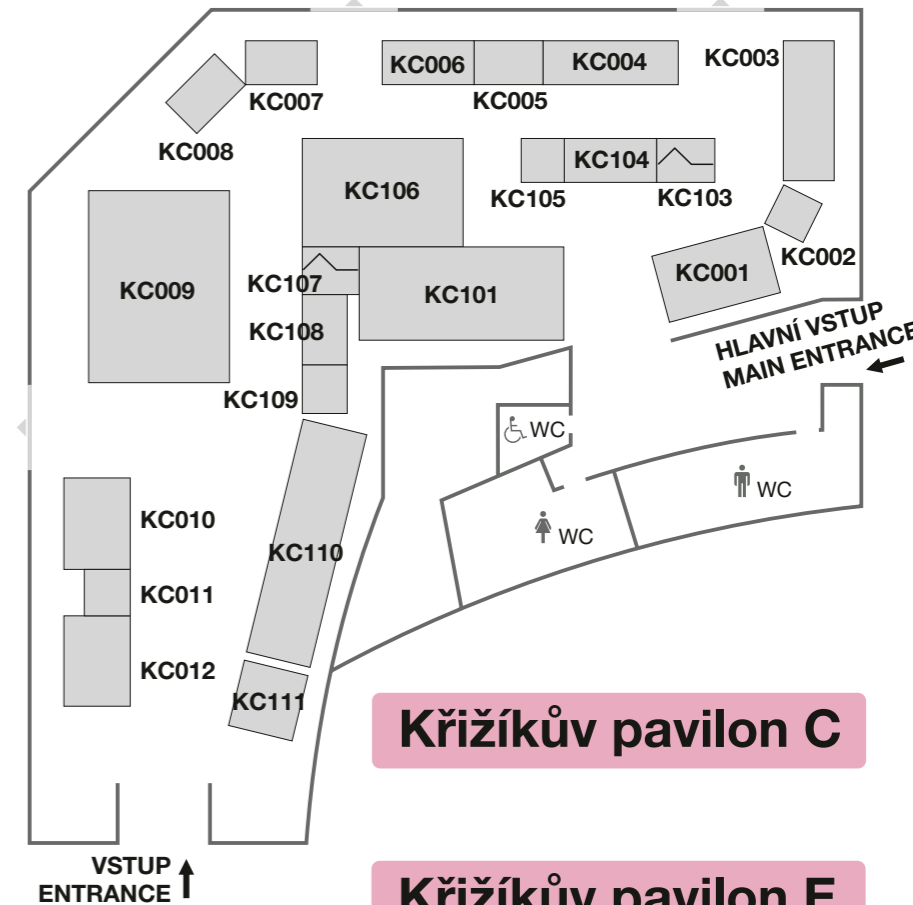 KC006
KC004
KC003
KC007
KC005
KC008
KC104
KC106
KC105
KC103
KC002
KC001
KC107
KC009
KC101
KC108
HLAVNÍ VSTUP
MAIN ENTRANCE
KC109
WC
WC
WC
KC010
KC110
KC011
KC012
KC111
Křižíkův pavilon C
VSTUP
ENTRANCE
Křižíkův pavilon E